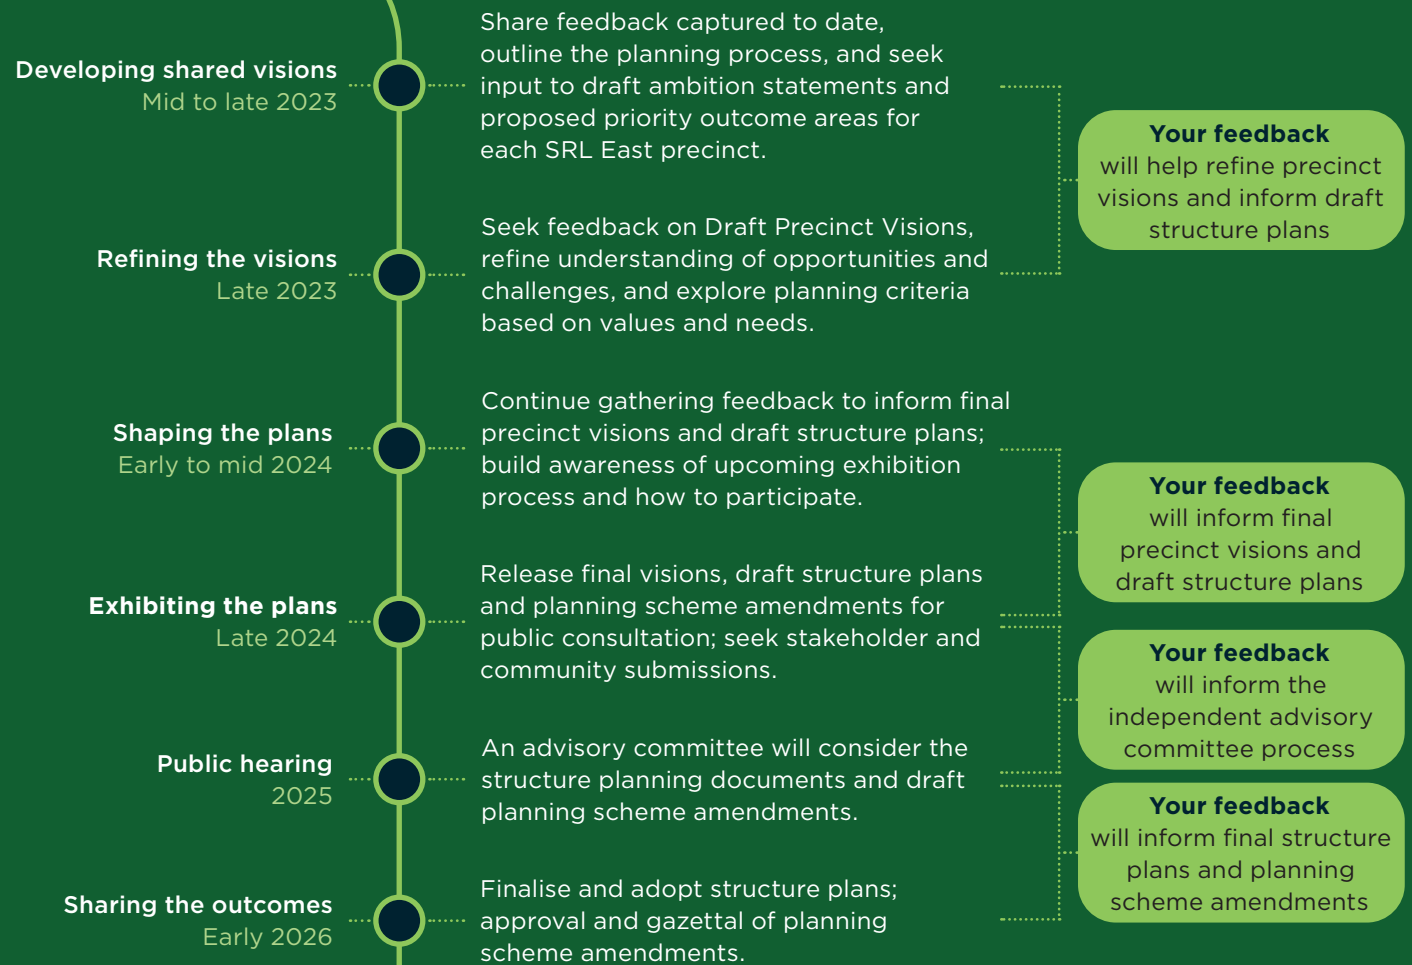 Developing shared visions
Mid to late 2023
Share feedback captured to date,
outline the planning process, and seek
input to draft ambition statements and
proposed priority outcome areas for
each SRL East precinct.
Your feedback
will help refine precinct
visions and inform draft
structure plans
Refining the visions
Late 2023
Seek feedback on Draft Precinct Visions,
refine understanding of opportunities and
challenges, and explore planning criteria
based on values and needs.
Shaping the plans
Early to mid 2024
Continue gathering feedback to inform final
precinct visions and draft structure plans;
build awareness of upcoming exhibition
process and how to participate.
Your feedback
will inform final
precinct visions and
draft structure plans
Exhibiting the plans
Late 2024
Release final visions, draft structure plans
and planning scheme amendments for
public consultation; seek stakeholder and
community submissions.
Your feedback
will inform the
independent advisory
committee process
Public hearing
2025
An advisory committee will consider the
structure planning documents and draft
planning scheme amendments.
Your feedback
will inform final structure
plans and planning
scheme amendments
Sharing the outcomes
Early 2026
Finalise and adopt structure plans;
approval and gazettal of planning
scheme amendments.